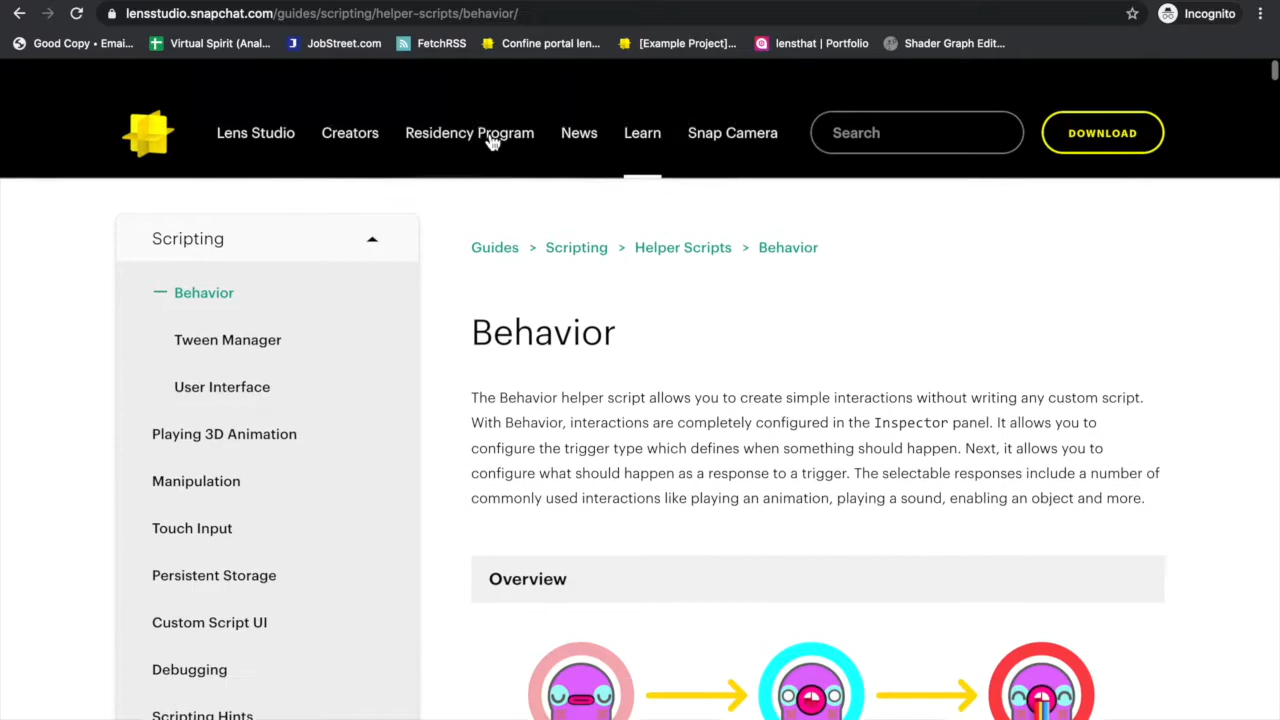 lensstudio.snapchat.com/guides/scripting/helper-scripts/behavior/
Incognito
Good Copy • Emai...
Virtual Spirit (Anal...
JobStreet.com
FetchRSS
Confine portal len...
[Example Project]...
lensthat | Portfolio
Shader Graph Edit...
Lens Studio
Creators
Residency Program
News
Learn
Snap Camera
Search
DOWNLOAD
Scripting
Behavior
Tween Manager
User Interface
Playing 3D Animation
Manipulation
Touch Input
Persistent Storage
Custom Script UI
Debugging
Scripting Hints
Guides > Scripting > Helper Scripts > Behavior
Behavior
The Behavior helper script allows you to create simple interactions without writing any custom script.
With Behavior, interactions are completely configured in the Inspector panel. It allows you to
configure the trigger type which defines when something should happen. Next, it allows you to
configure what should happen as a response to a trigger. The selectable responses include a number of
commonly used interactions like playing an animation, playing a sound, enabling an object and more.
Overview